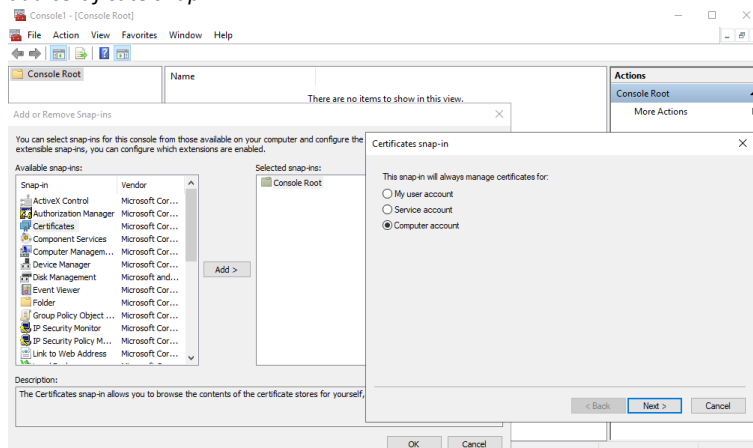 Console1 - [Console Root]
File Action View Favorites Window Help
Console Root
Name
There are no items to show in this view.
Actions
Console Root
More Actions
Add or Remove Snap-ins
You can select snap-ins for this console from those available on your computer and configure the
extensible snap-ins, you can configure which extensions are enabled.
Available snap-ins:
Snap-in Vendor
ActiveX Control Microsoft Cor...
Authorization Manager Microsoft Cor...
Certificates Microsoft Cor...
Component Services Microsoft Cor...
Computer Managem... Microsoft Cor...
Device Manager Microsoft Cor...
Disk Management Microsoft and...
Event Viewer Microsoft Cor...
Folder Microsoft Cor...
Group Policy Object ... Microsoft Cor...
IP Security Monitor Microsoft Cor...
IP Security Policy M... Microsoft Cor...
Link to Web Address Microsoft Cor...
Add >
Selected snap-ins:
Console Root
Description:
The Certificates snap-in allows you to browse the contents of the certificate stores for yourself,
OK Cancel
Certificates snap-in
This snap-in will always manage certificates for:
My user account
Service account
Computer account
< Back Next > Cancel